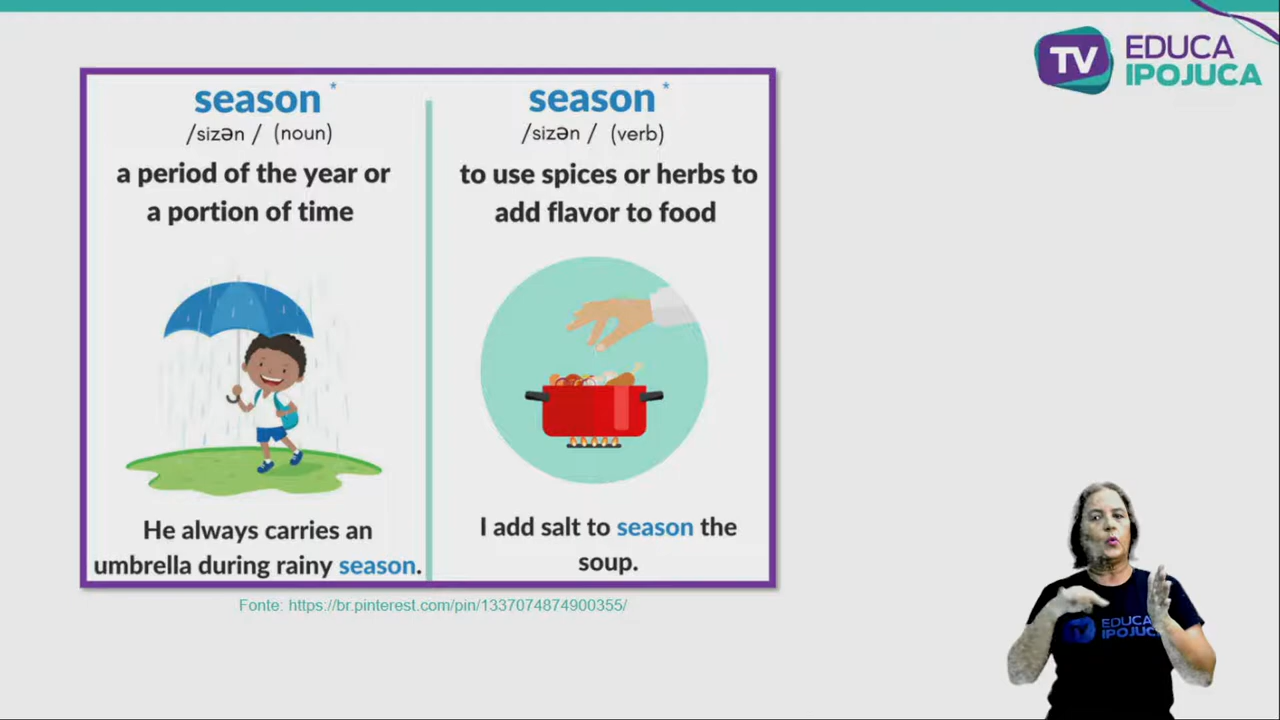 TV EDUCA
IPOJUCA
season *
/sizən / (noun)
a period of the year or
a portion of time
He always carries an
umbrella during rainy season.
season *
/sizən / (verb)
to use spices or herbs to
add flavor to food
I add salt to season the
soup.
Fonte: https://br.pinterest.com/pin/1337074874900355/
TV EDUCA
IPOJUC